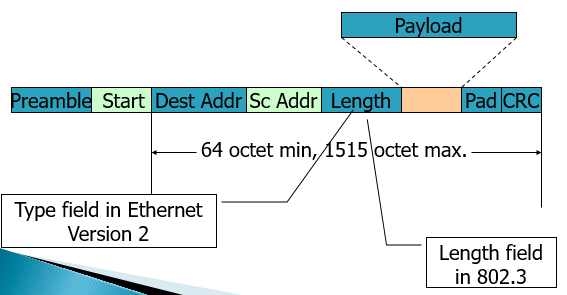 Payload
Preamble Start Dest Addr Sc Addr Length Pad CRC
64 octet min, 1515 octet max.
Type field in Ethernet
Version 2
Length field
in 802.3